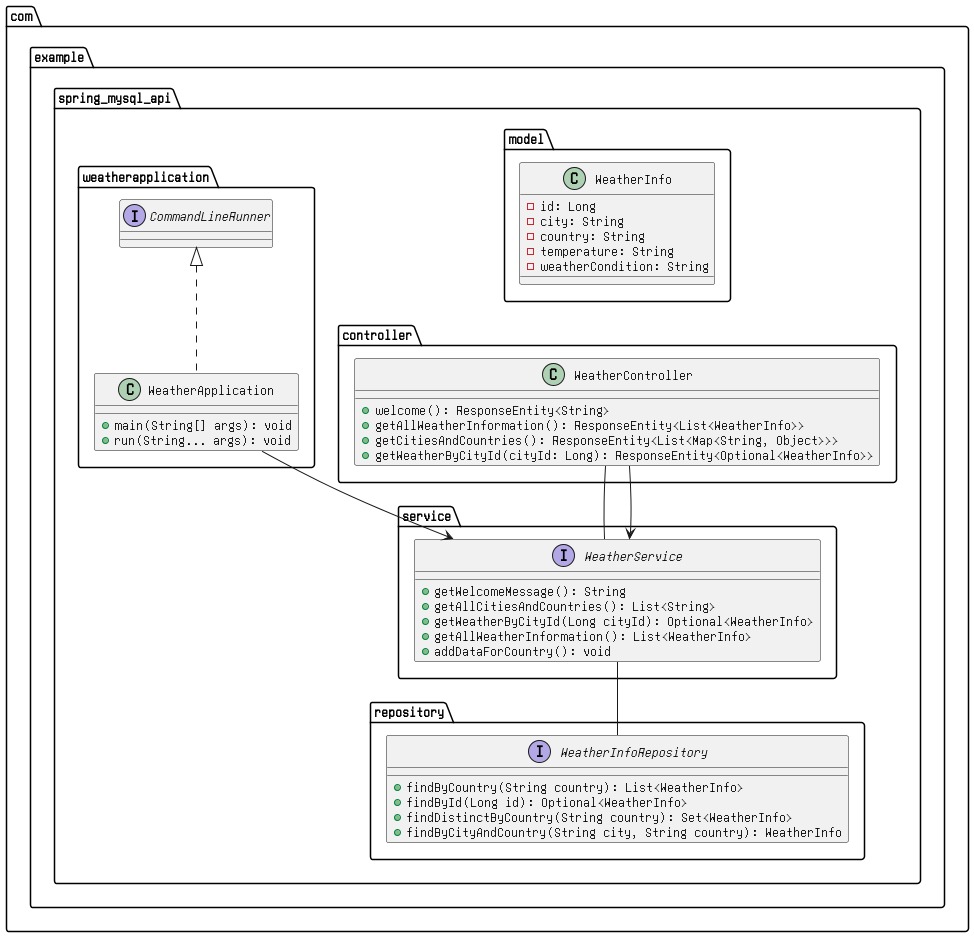 com
example
spring_mysql_api
model
C WeatherInfo
id: Long
city: String
country: String
temperature: String
weatherCondition: String
weatherapplication
I CommandLineRunner
C WeatherApplication
main(String[] args): void
run(String... args): void
controller
C WeatherController
welcome(): ResponseEntity<String>
getAllWeatherInformation(): ResponseEntity<List<WeatherInfo>>
getCitiesAndCountries(): ResponseEntity<List<Map<String, Object>>>
getWeatherByCityId(cityId: Long): ResponseEntity<Optional<WeatherInfo>>
service
I WeatherService
getWelcomeMessage(): String
getAllCitiesAndCountries(): List<String>
getWeatherByCityId(Long cityId): Optional<WeatherInfo>
getAllWeatherInformation(): List<WeatherInfo>
addDataForCountry(): void
repository
I WeatherInfoRepository
findByCountry(String country): List<WeatherInfo>
findById(Long id): Optional<WeatherInfo>
findDistinctByCountry(String country): Set<WeatherInfo>
findByCityAndCountry(String city, String country): WeatherInfo